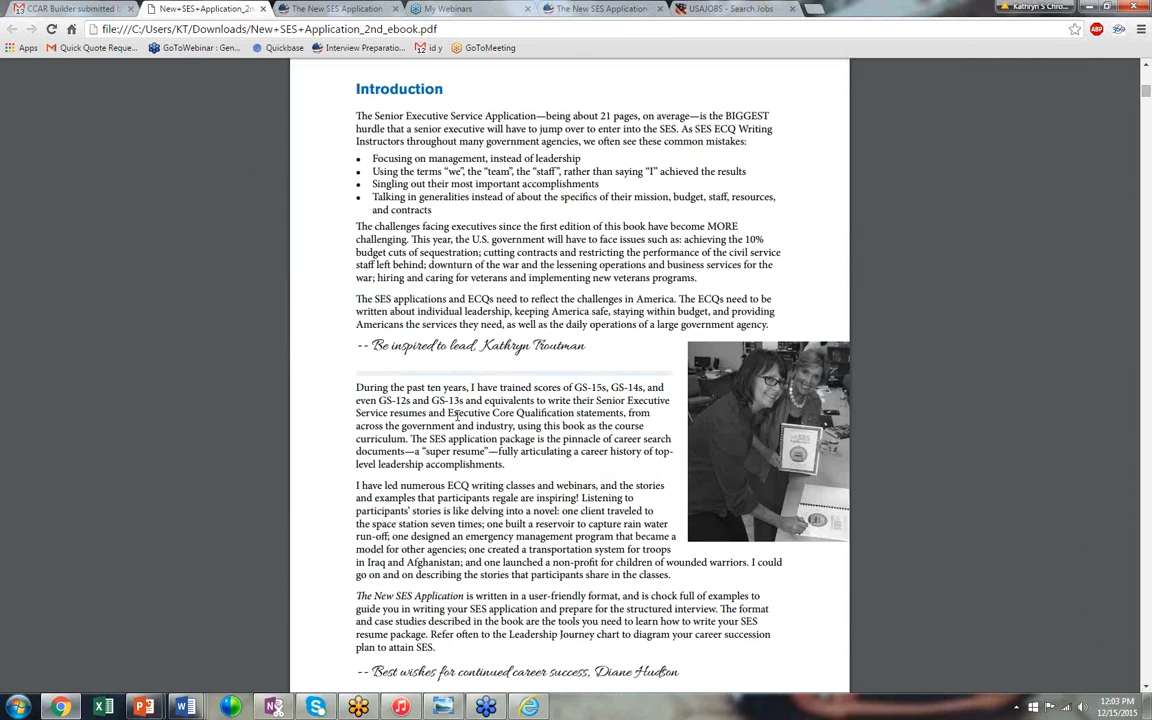 CCAR Builder submitted b
New+SES+Application_2n
The New SES Application
My Webinars
The New SES Application
USAJOBS - Search Jobs
Kathryn S Chro...
file:///C:/Users/KT/Downloads/New+SES+Application_2nd_ebook.pdf
Apps
Quick Quote Reque...
GoToWebinar : Gen...
Quickbase
Interview Preparatio...
id y
GoToMeeting
Introduction
The Senior Executive Service Application—being about 21 pages, on average—is the BIGGEST
hurdle that a senior executive will have to jump over to enter into the SES. As SES ECQ Writing
Instructors throughout many government agencies, we often see these common mistakes:
• Focusing on management, instead of leadership
• Using the terms “we”, the “team”, the “staff”, rather than saying “I” achieved the results
• Singling out their most important accomplishments
• Talking in generalities instead of about the specifics of their mission, budget, staff, resources,
and contracts
The challenges facing executives since the first edition of this book have become MORE
challenging. This year, the U.S. government will have to face issues such as: achieving the 10%
budget cuts of sequestration; cutting contracts and restricting the performance of the civil service
staff left behind; downturn of the war and the lessening operations and business services for the
war; hiring and caring for veterans and implementing new veterans programs.
The SES applications and ECQs need to reflect the challenges in America. The ECQs need to be
written about individual leadership, keeping America safe, staying within budget, and providing
Americans the services they need, as well as the daily operations of a large government agency.
-- Be inspired to lead, Kathryn Troutman
During the past ten years, I have trained scores of GS-15s, GS-14s, and
even GS-12s and GS-13s and equivalents to write their Senior Executive
Service resumes and Executive Core Qualification statements, from
across the government and industry, using this book as the course
curriculum. The SES application package is the pinnacle of career search
documents—a “super resume”—fully articulating a career history of top-
level leadership accomplishments.
I have led numerous ECQ writing classes and webinars, and the stories
and examples that participants regale are inspiring! Listening to
participants’ stories is like delving into a novel: one client traveled to
the space station seven times; one built a reservoir to capture rain water
run-off; one designed an emergency management program that became a
model for other agencies; one created a transportation system for troops
in Iraq and Afghanistan; and one launched a non-profit for children of wounded warriors. I could
go on and on describing the stories that participants share in the classes.
The New SES Application is written in a user-friendly format, and is chock full of examples to
guide you in writing your SES application and prepare for the structured interview. The format
and case studies described in the book are the tools you need to learn how to write your SES
resume package. Refer often to the Leadership Journey chart to diagram your career succession
plan to attain SES.
-- Best wishes for continued career success, Diane Hudson
12:03 PM
12/15/2015